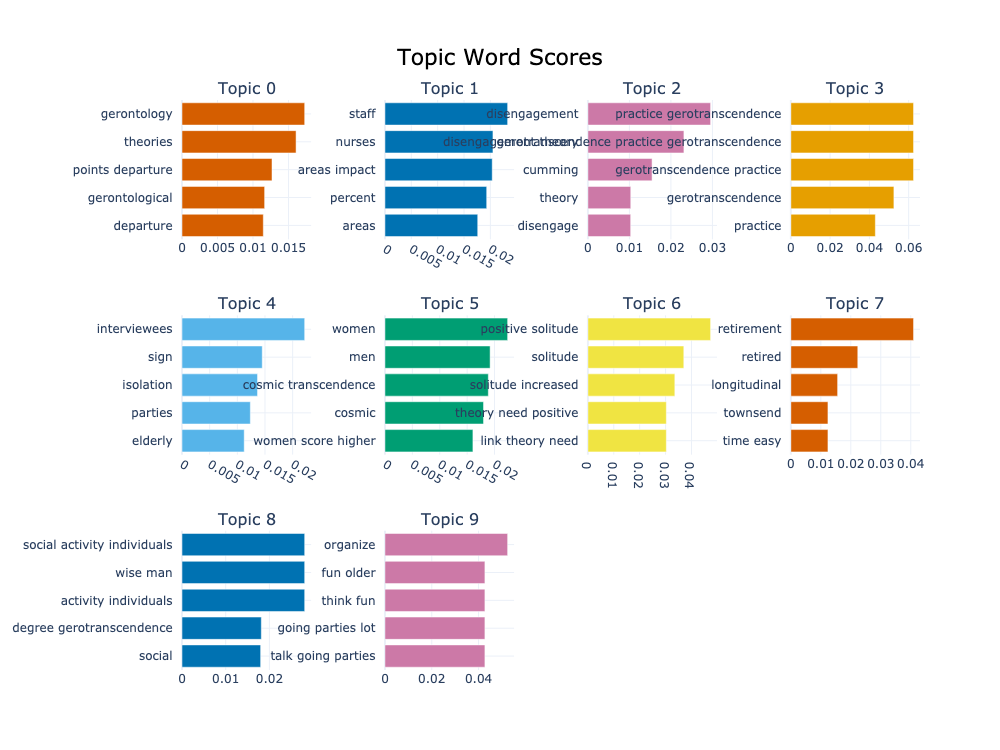 Topic Word Scores
Topic 0
gerontology
theories
points departure
gerontological
departure
0 0.005 0.01 0.015
Topic 1
staff
nurses
areas impact
percent
areas
0 0.005 0.01 0.015 0.02
Topic 2
disengagement
disengagement theory
cumming
theory
disengage
0 0.01 0.02 0.03
Topic 3
practice gerotranscendence
gerotranscendence practice gerotranscendence
gerotranscendence practice
gerotranscendence
practice
0 0.02 0.04 0.06
Topic 4
interviewees
sign
isolation
parties
elderly
0 0.005 0.01 0.015 0.02
Topic 5
women
men
cosmic transcendence
cosmic
women score higher
0 0.005 0.01 0.015 0.02
Topic 6
positive solitude
solitude
solitude increased
theory need positive
link theory need
0 0.01 0.02 0.03 0.04
Topic 7
retirement
retired
longitudinal
townsend
time easy
0 0.01 0.02 0.03 0.04
Topic 8
social activity individuals
wise man
activity individuals
degree gerotranscendence
social
0 0.01 0.02
Topic 9
organize
fun older
think fun
going parties lot
talk going parties
0 0.02 0.04